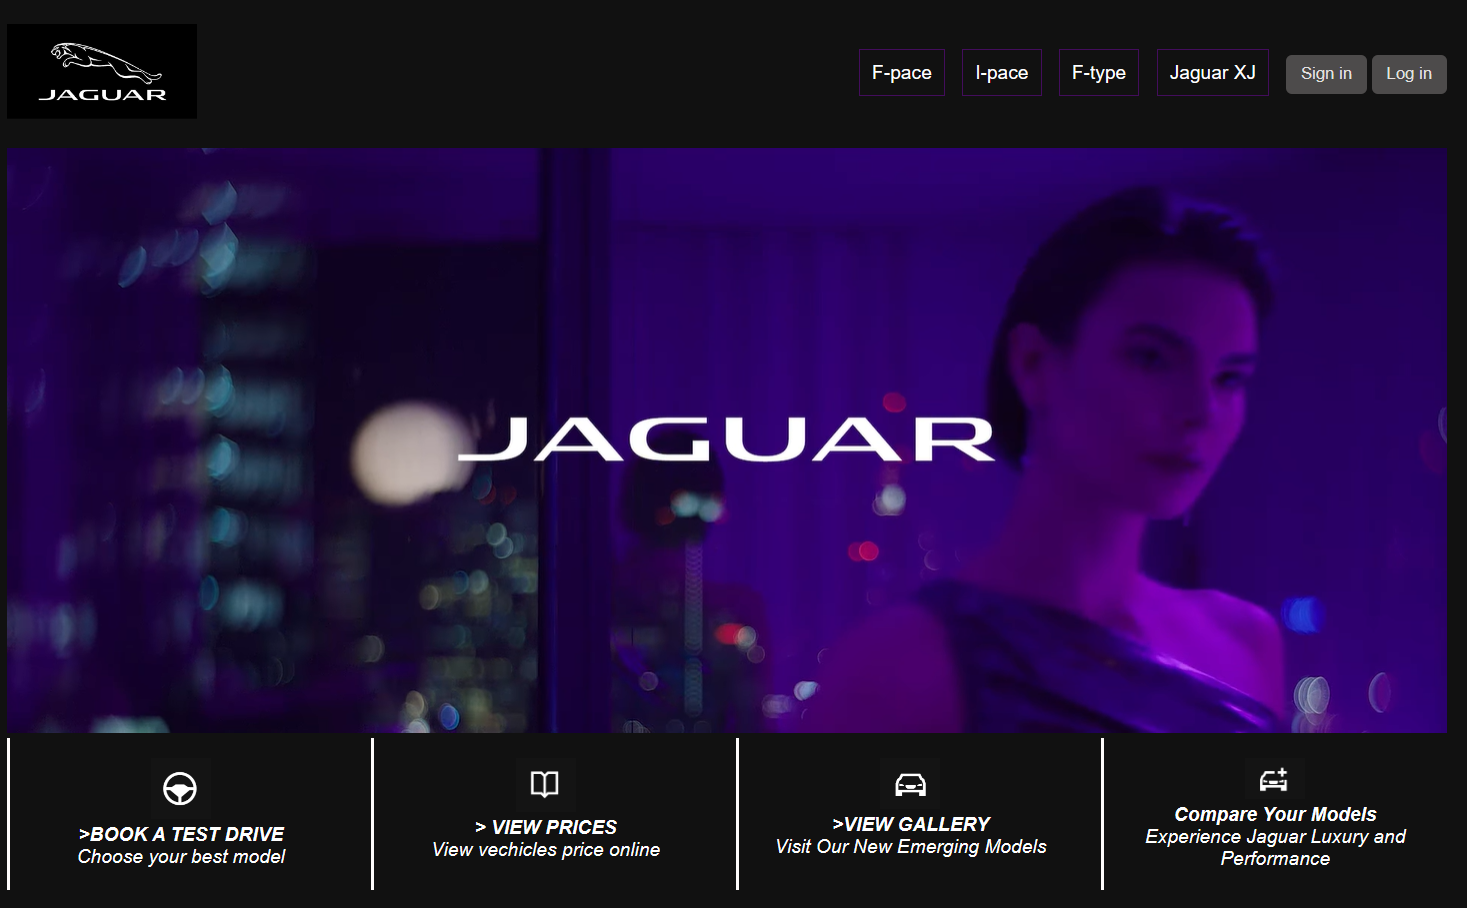 JAGUAR
F-pace
I-pace
F-type
Jaguar XJ
Sign in
Log in
JAGUAR
>BOOK A TEST DRIVE
Choose your best model
> VIEW PRICES
View vechicles price online
>VIEW GALLERY
Visit Our New Emerging Models
Compare Your Models
Experience Jaguar Luxury and
Performance